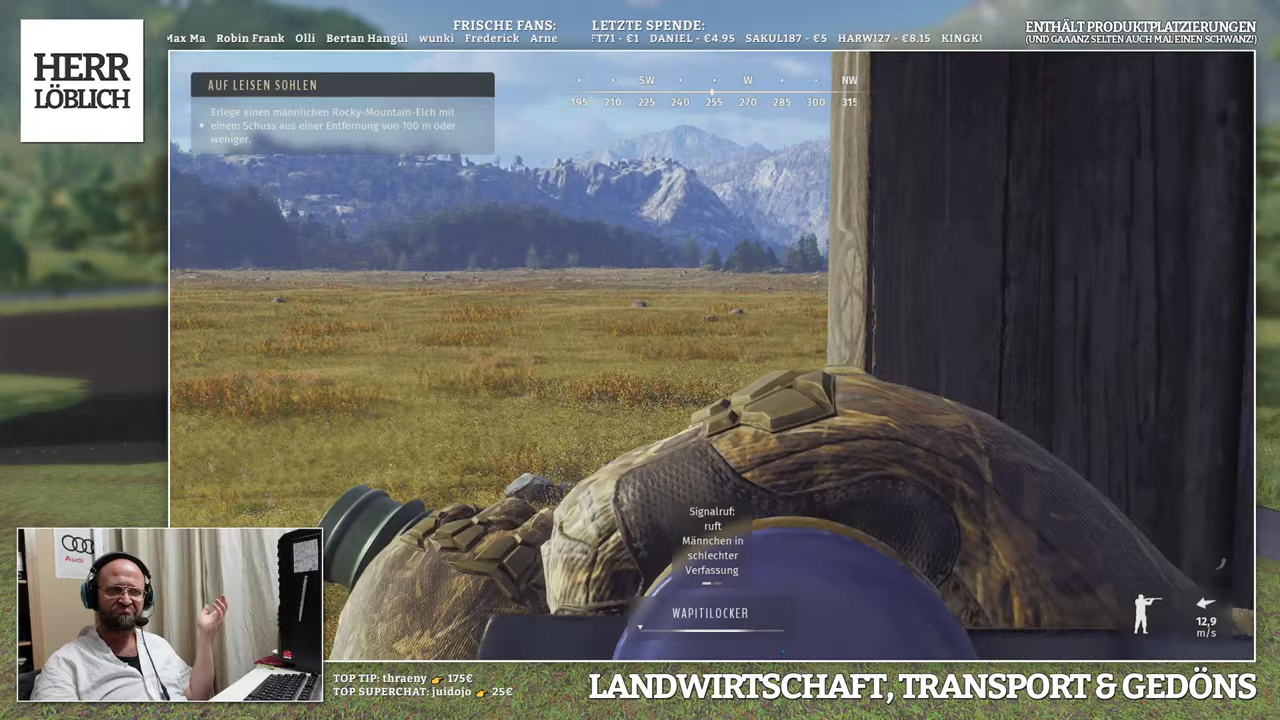 HERR
LÖBLICH
FRISCHE FANS:
Max Ma Robin Frank Olli Bertan Hangül wunki Frederick Arne
LETZTE SPENDE:
FT71 - €1 DANIEL - €4.95 SAKUL187 - €5 HARWI27 - €8.15
ENTHÄLT PRODUKTPLATZIERUNGEN
(UND GAAANZ SELTEN AUCH MAL EINEN SCHWANZ!)
AUF LEISEN SOHLEN
Erlege einen männlichen Rocky-Mountain-Elch mit
einem Schuss aus einer Entfernung von 100 m oder
weniger.
SW W NW
195 210 225 240 255 270 285 300 315
Signalruf:
ruft
Männchen in
schlechter
Verfassung
WAPITILOCKER
12,9
m/s
Audi
TOP TIP: thraeny 👉 175€
TOP SUPERCHAT: juidojo 👉 25€
LANDWIRTSCHAFT, TRANSPORT & GEDÖNS